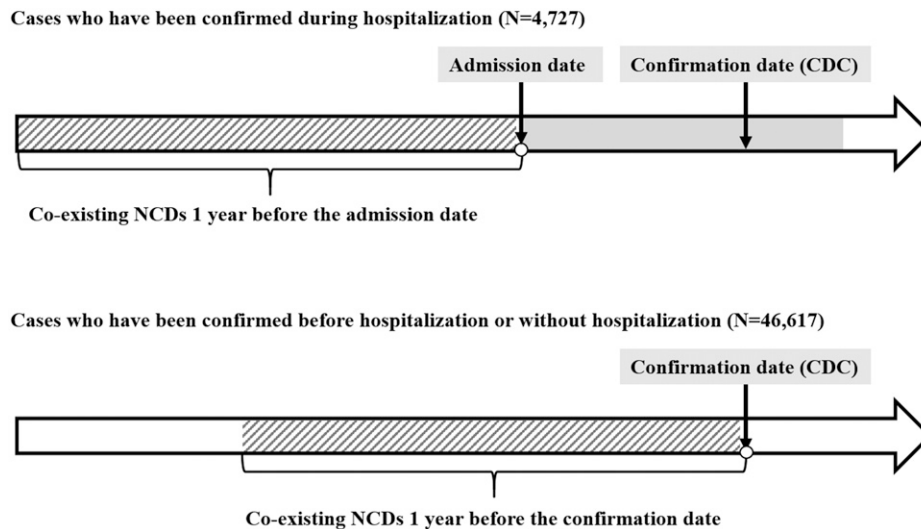 Cases who have been confirmed during hospitalization (N=4,727)
Admission date
Confirmation date (CDC)
Co-existing NCDs 1 year before the admission date
Cases who have been confirmed before hospitalization or without hospitalization (N=46,617)
Confirmation date (CDC)
Co-existing NCDs 1 year before the confirmation date